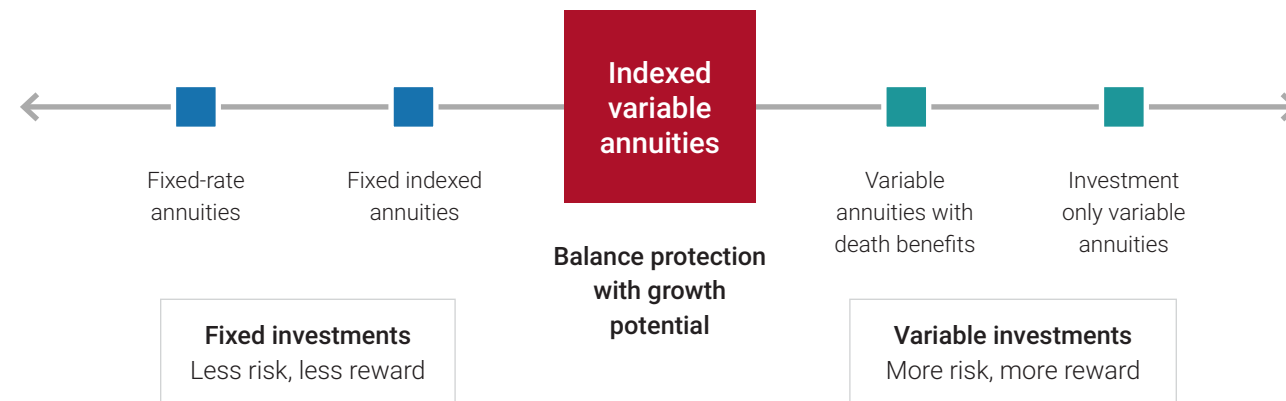 Indexed
variable
annuities
Fixed-rate
annuities
Fixed indexed
annuities
Variable
annuities with
death benefits
Investment
only variable
annuities
Balance protection
with growth
potential
Fixed investments
Less risk, less reward
Variable investments
More risk, more reward